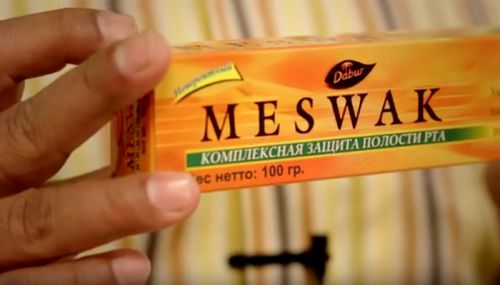 Dabur
MESWAK
КОМПЛЕКСНАЯ ЗАЩИТА ПОЛОСТИ РТА
ес нетто: 100 гр.